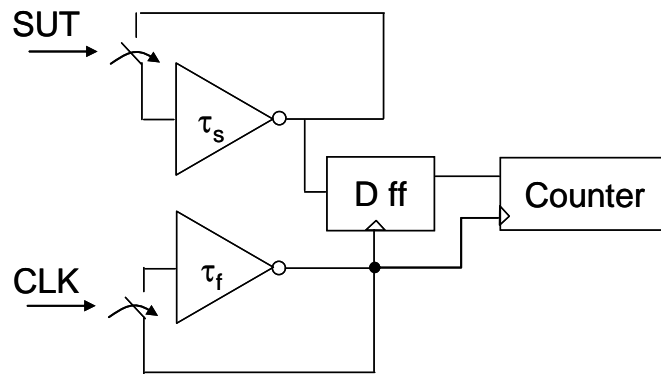 SUT
τs
D ff
Counter
τf
CLK